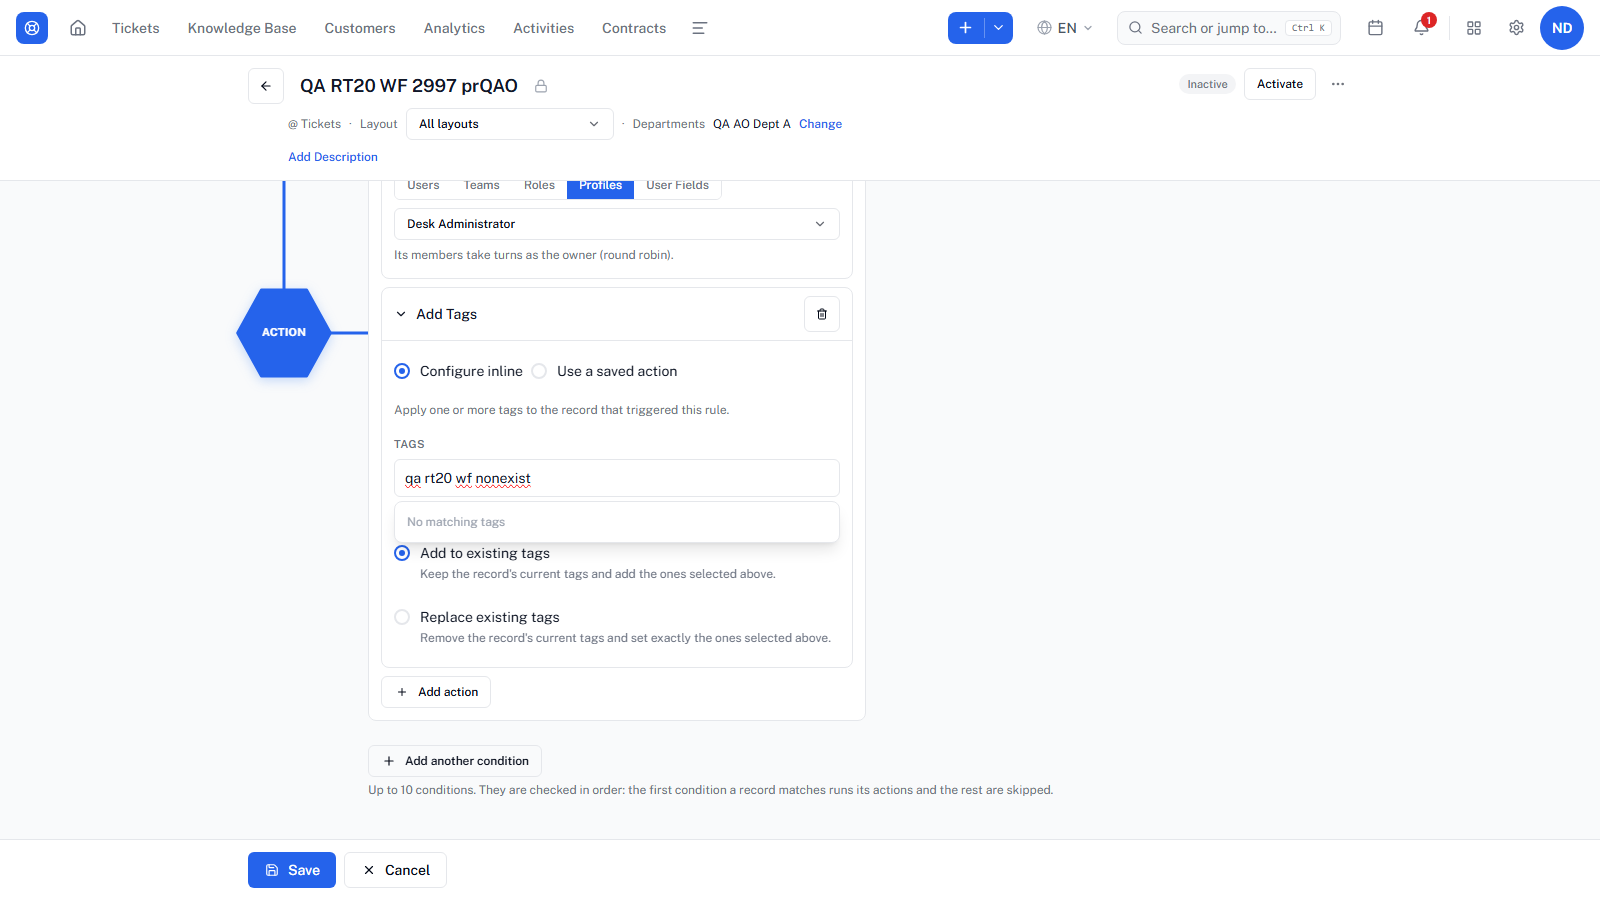 Tickets
Knowledge Base
Customers
Analytics
Activities
Contracts
EN
Search or jump to...
Ctrl K
1
ND
QA RT20 WF 2997 prQAO
Inactive
Activate
@ Tickets · Layout
All layouts
· Departments QA AO Dept A Change
Add Description
Users
Teams
Roles
Profiles
User Fields
Desk Administrator
Its members take turns as the owner (round robin).
ACTION
Add Tags
Configure inline
Use a saved action
Apply one or more tags to the record that triggered this rule.
TAGS
qa rt20 wf nonexist
No matching tags
Add to existing tags
Keep the record's current tags and add the ones selected above.
Replace existing tags
Remove the record's current tags and set exactly the ones selected above.
Add action
Add another condition
Up to 10 conditions. They are checked in order: the first condition a record matches runs its actions and the rest are skipped.
Save
Cancel